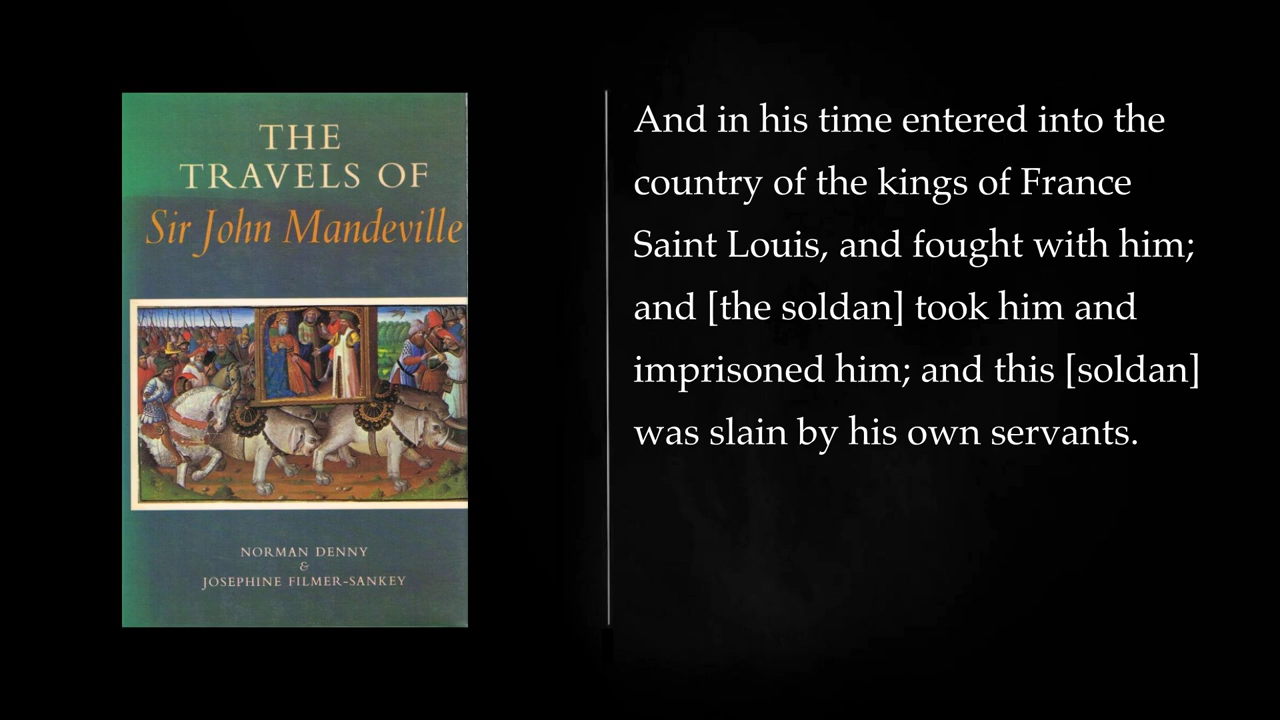 THE
TRAVELS OF
Sir John Mandeville
NORMAN DENNY
&
JOSEPHINE FILMER-SANKEY
And in his time entered into the
country of the kings of France
Saint Louis, and fought with him;
and [the soldan] took him and
imprisoned him; and this [soldan]
was slain by his own servants.